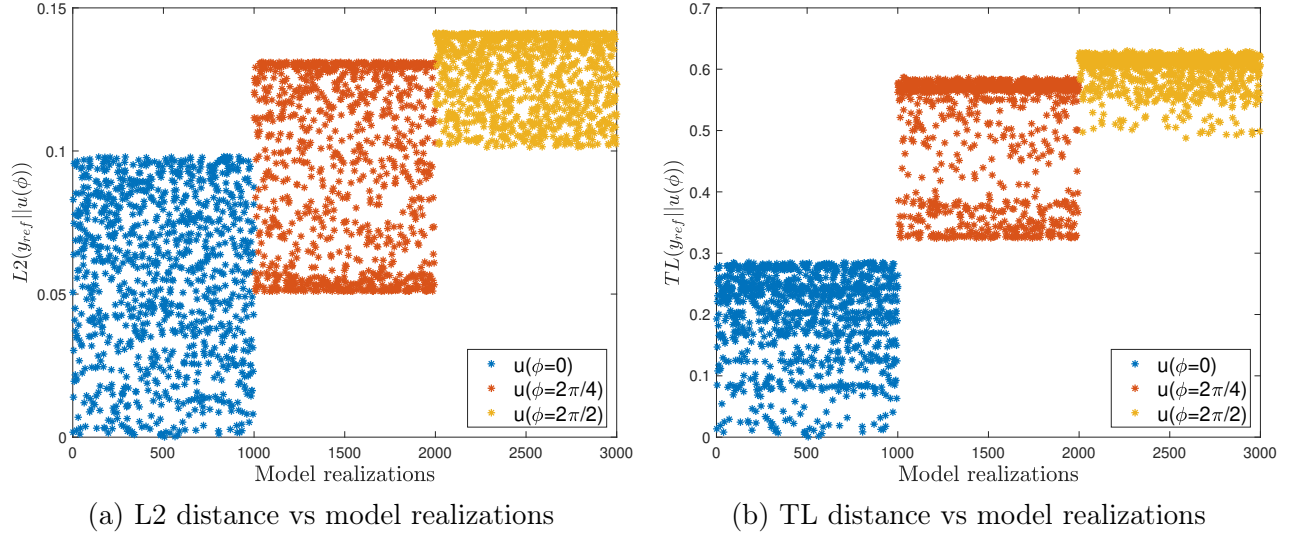 0.15
0.1
0.05
0
L2(y_ref||u(ϕ))
0 500 1000 1500 2000 2500 3000
Model realizations
u(ϕ=0)
u(ϕ=2π/4)
u(ϕ=2π/2)
(a) L2 distance vs model realizations
0.7
0.6
0.5
0.4
0.3
0.2
0.1
0
TL(y_ref||u(ϕ))
0 500 1000 1500 2000 2500 3000
Model realizations
u(ϕ=0)
u(ϕ=2π/4)
u(ϕ=2π/2)
(b) TL distance vs model realizations